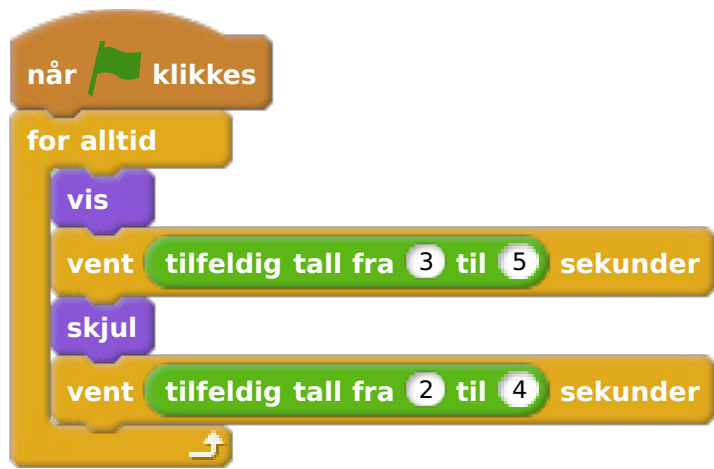 når klikkes
for alltid
vis
vent tilfeldig tall fra 3 til 5 sekunder
skjul
vent tilfeldig tall fra 2 til 4 sekunder